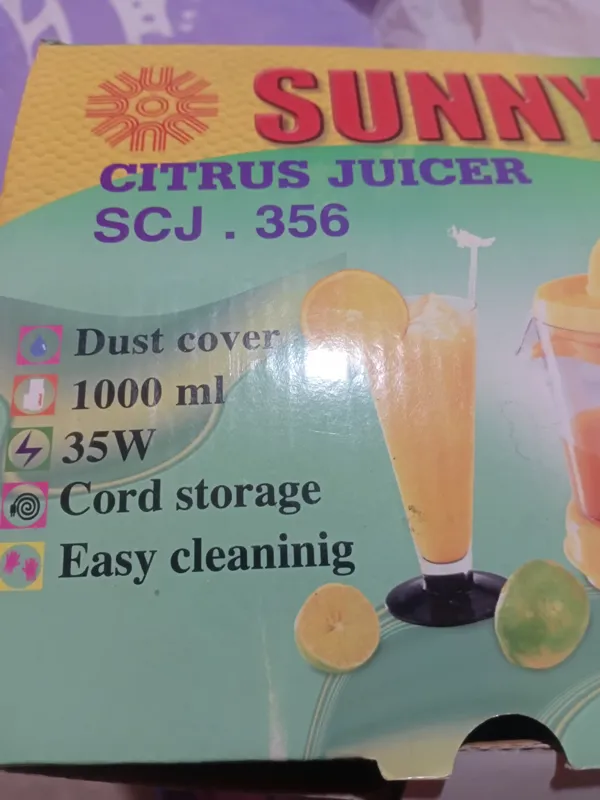 SUNNY
CITRUS JUICER
SCJ . 356
Dust cover
1000 ml
35W
Cord storage
Easy cleaninig